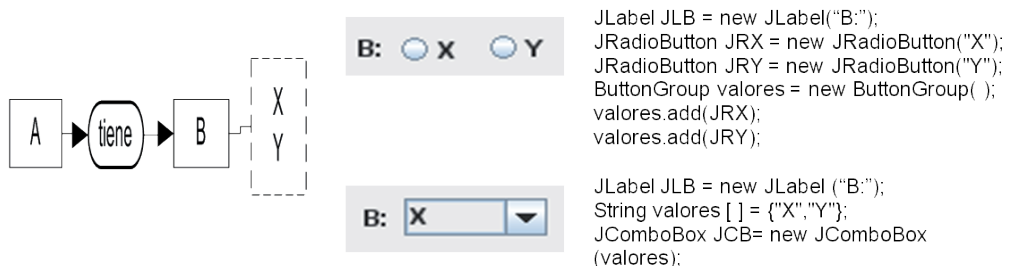 A tiene B X
Y
B: X Y
B: X
JLabel JLB = new JLabel(“B:”);
JRadioButton JRX = new JRadioButton("X");
JRadioButton JRY = new JRadioButton("Y");
ButtonGroup valores = new ButtonGroup( );
valores.add(JRX);
valores.add(JRY);
JLabel JLB = new JLabel (“B:”);
String valores [ ] = {"X","Y"};
JComboBox JCB= new JComboBox
(valores);